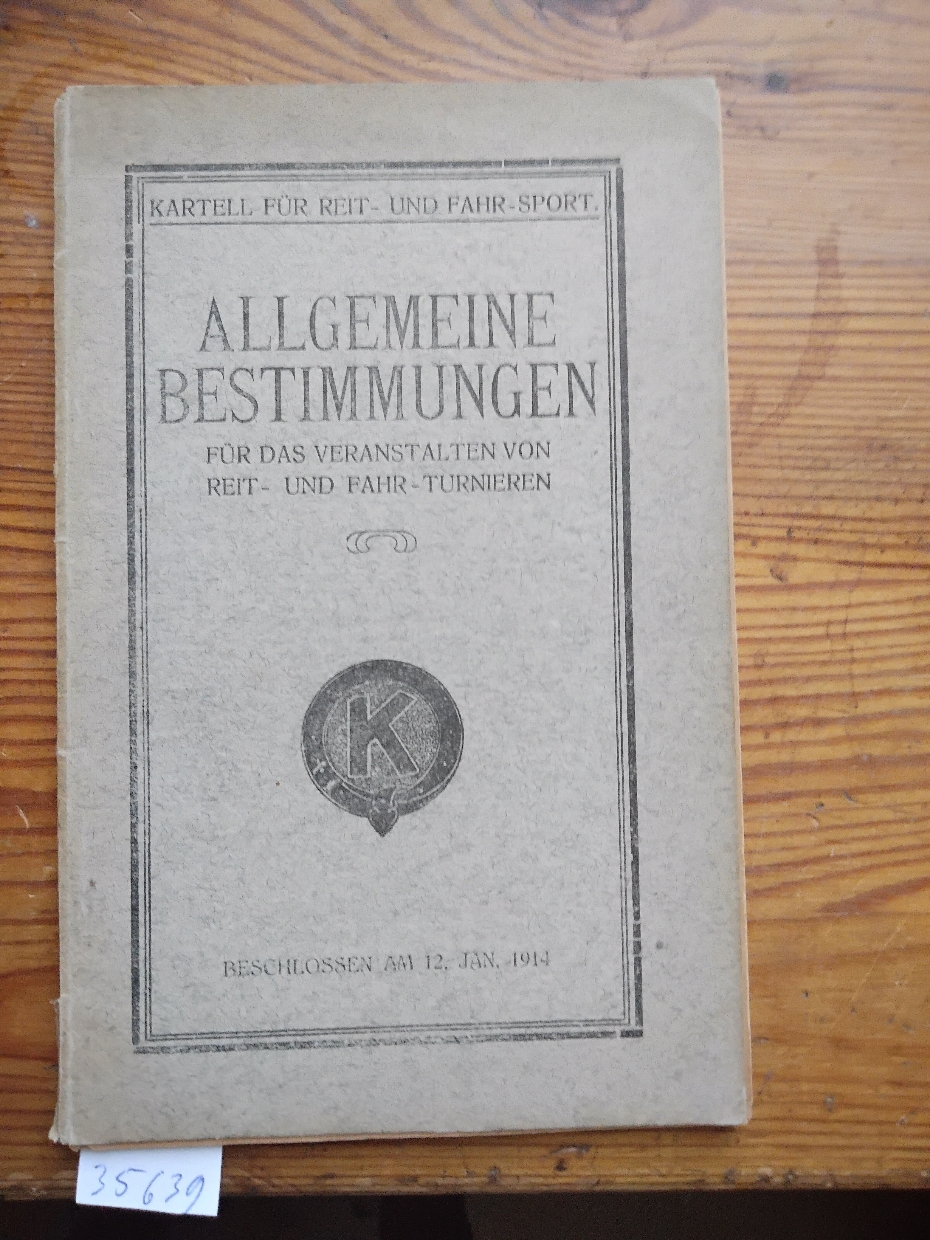 KARTELL FÜR REIT- UND FAHR-SPORT.
ALLGEMEINE
BESTIMMUNGEN
FÜR DAS VERANSTALTEN VON
REIT- UND FAHR-TURNIEREN
K
BESCHLOSSEN AM 12. JAN. 1914
35639